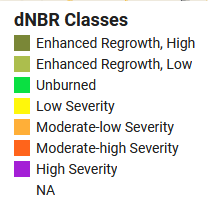 dNBR Classes
Enhanced Regrowth, High
Enhanced Regrowth, Low
Unburned
Low Severity
Moderate-low Severity
Moderate-high Severity
High Severity
NA